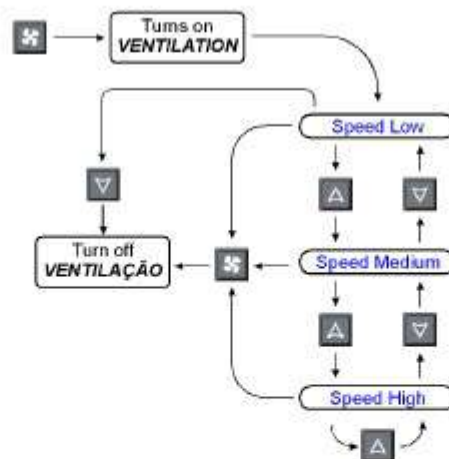 Turns on
VENTILATION
Speed Low
Turn off
VENTILAÇÃO
Speed Medium
Speed High